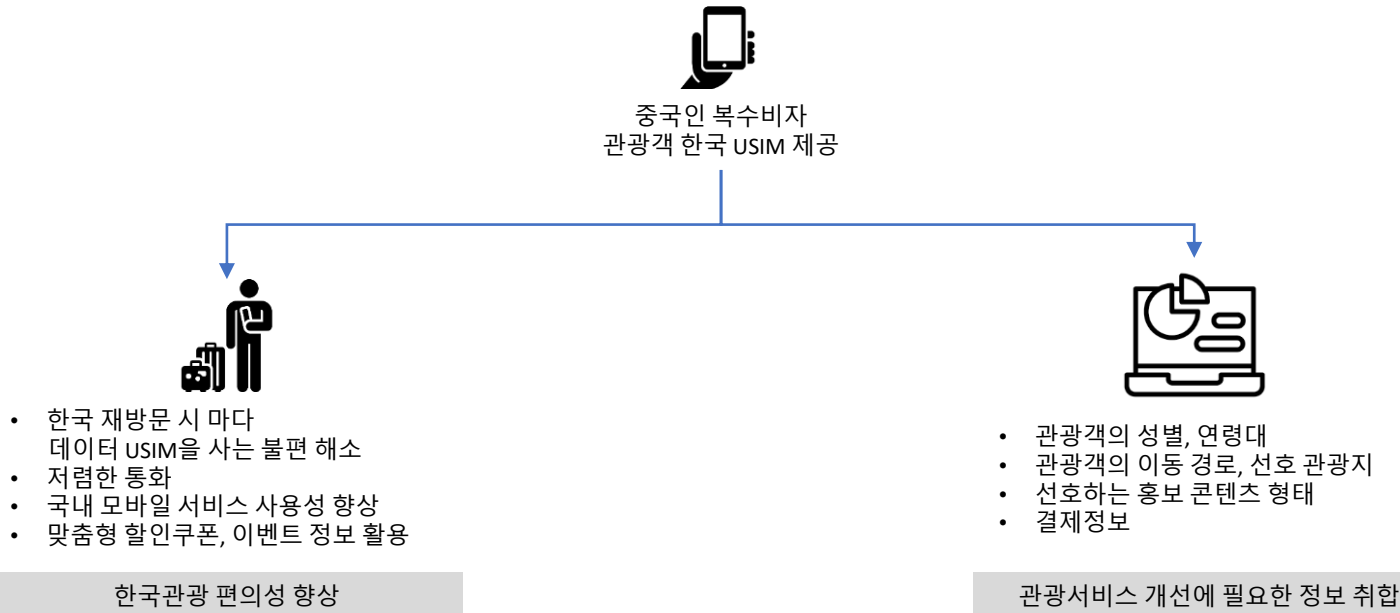 중국인 복수비자
관광객 한국 USIM 제공
• 한국 재방문 시 마다
데이터 USIM을 사는 불편 해소
• 저렴한 통화
• 국내 모바일 서비스 사용성 향상
• 맞춤형 할인쿠폰, 이벤트 정보 활용
한국관광 편의성 향상
• 관광객의 성별, 연령대
• 관광객의 이동 경로, 선호 관광지
• 선호하는 홍보 콘텐츠 형태
• 결제정보
관광서비스 개선에 필요한 정보 취합